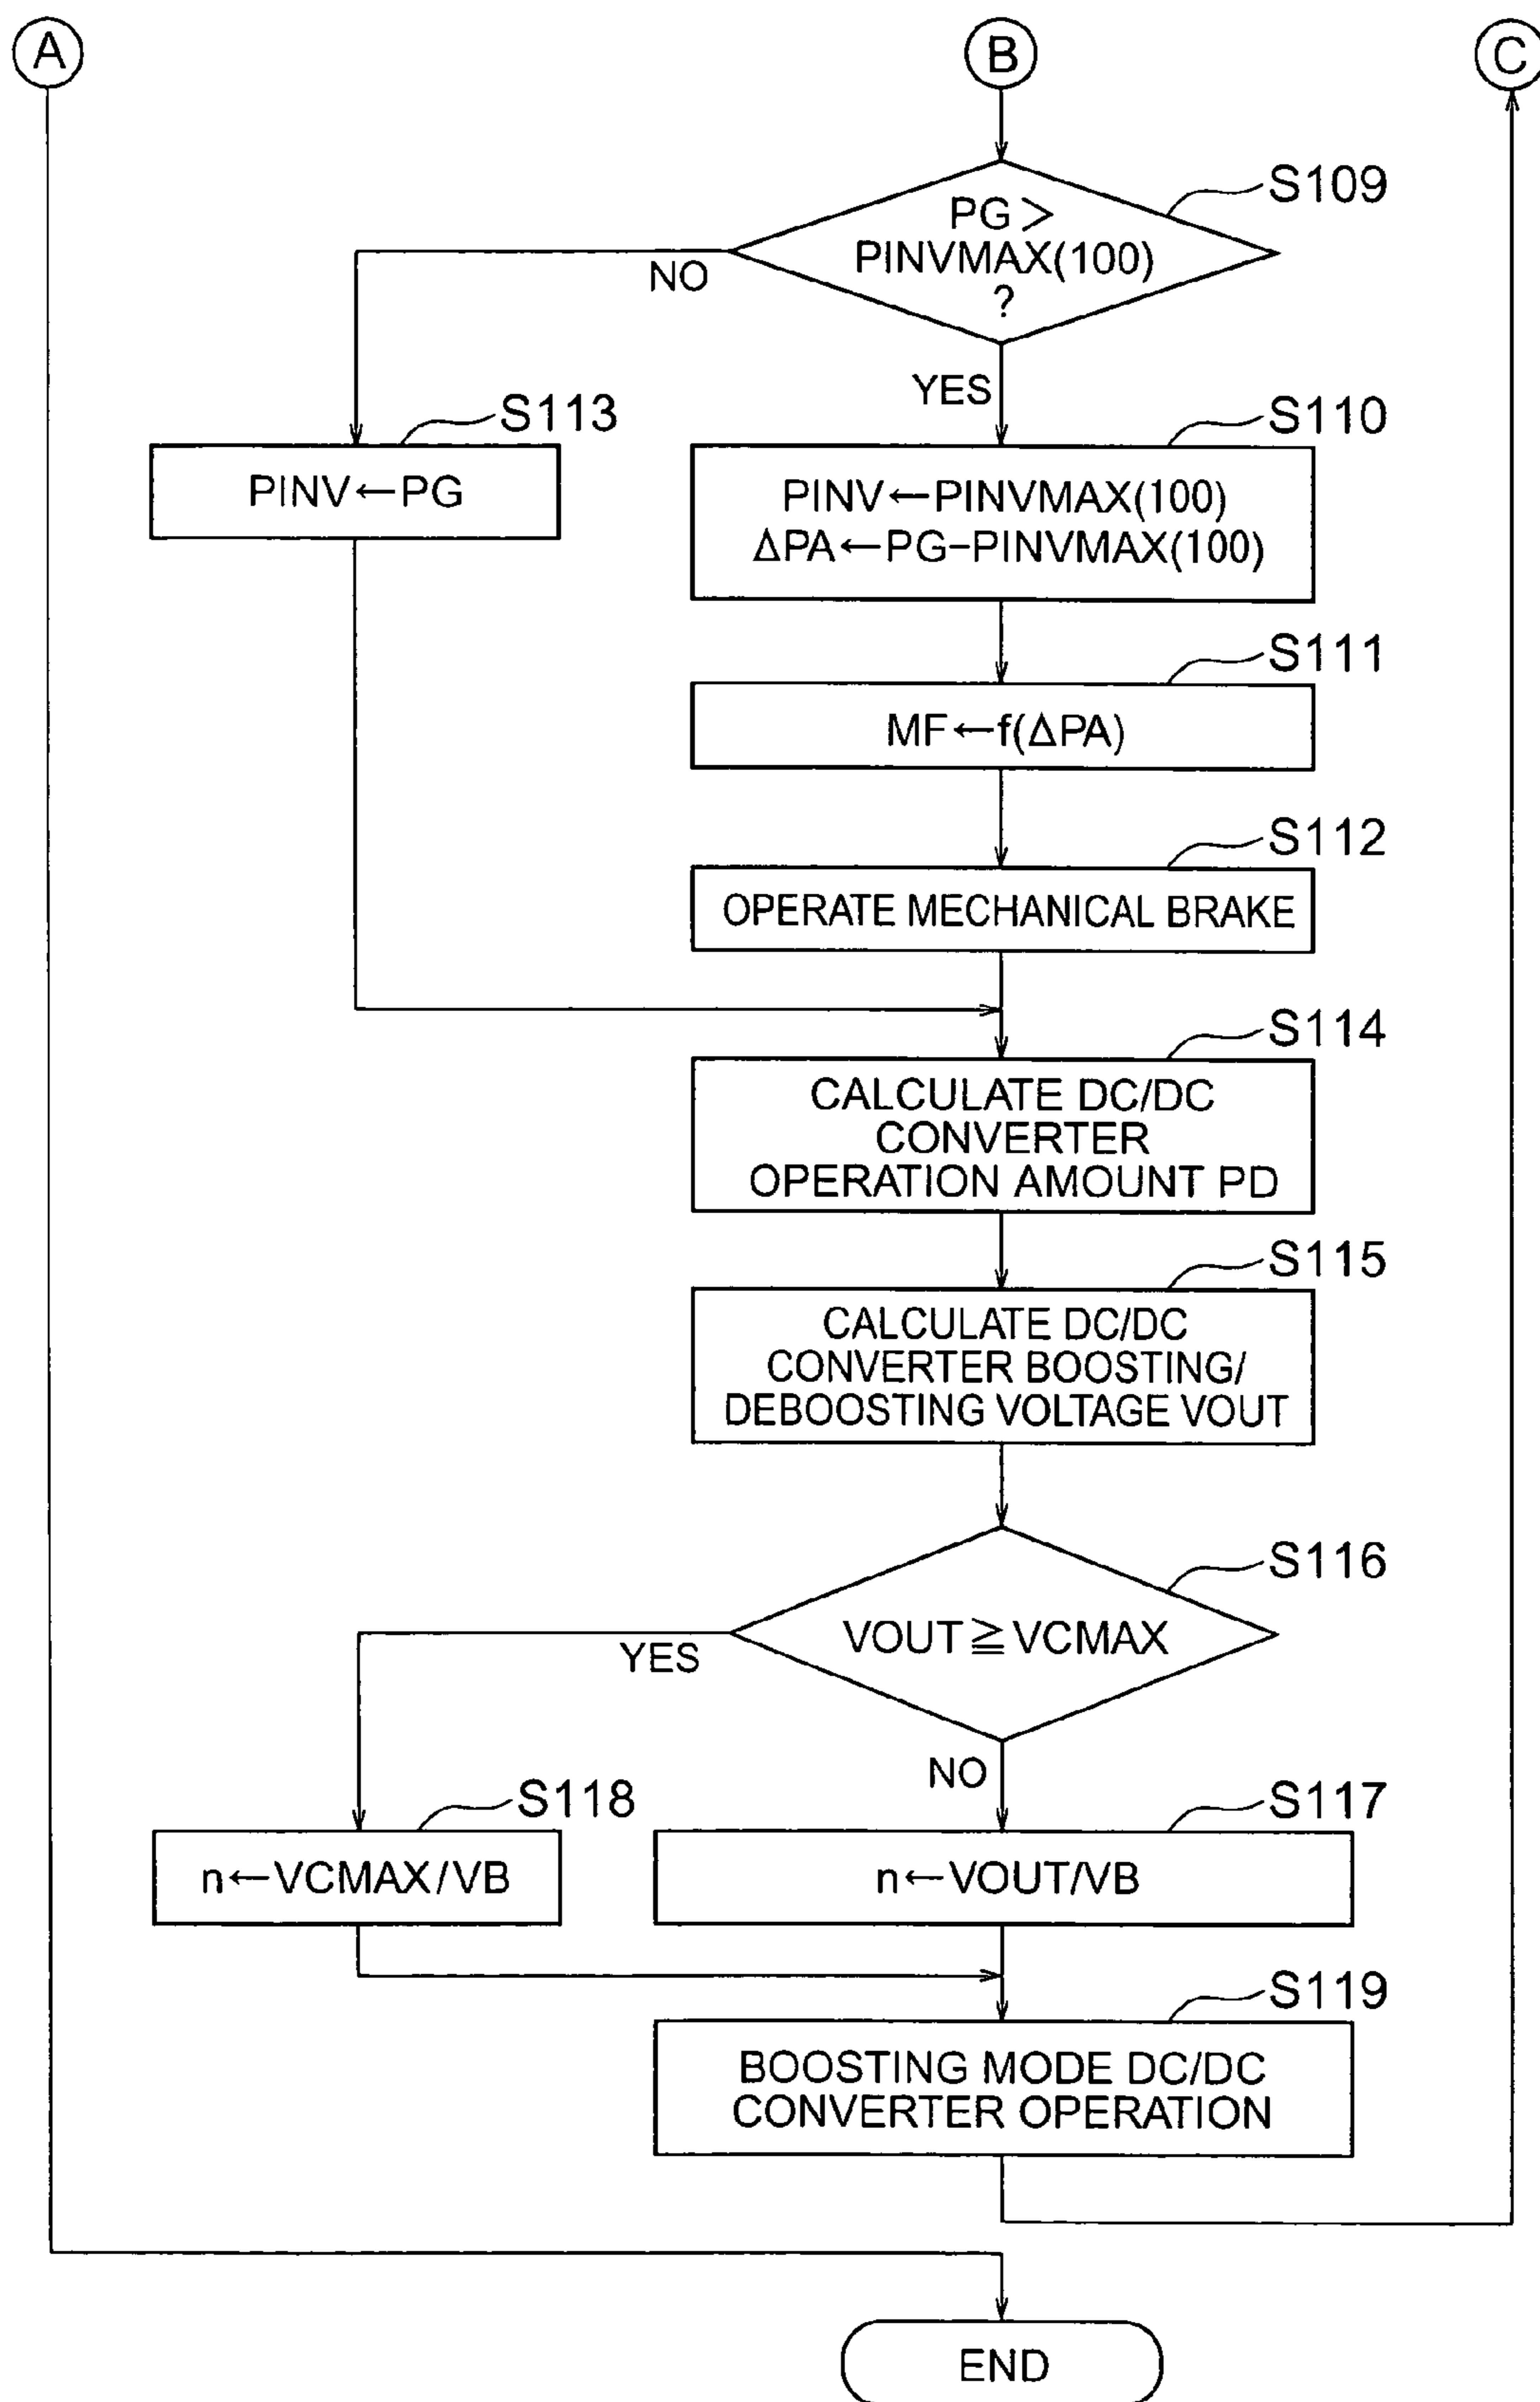 A
B
C
S109
PG >
PINVMAX(100)
?
NO
YES
S113
PINV←PG
S110
PINV←PINVMAX(100)
ΔPA←PG−PINVMAX(100)
S111
MF←f(ΔPA)
S112
OPERATE MECHANICAL BRAKE
S114
CALCULATE DC/DC
CONVERTER
OPERATION AMOUNT PD
S115
CALCULATE DC/DC
CONVERTER BOOSTING/
DEBOOSTING VOLTAGE VOUT
S116
VOUT ≧ VCMAX
YES
NO
S118
n←VCMAX/VB
S117
n←VOUT/VB
S119
BOOSTING MODE DC/DC
CONVERTER OPERATION
END